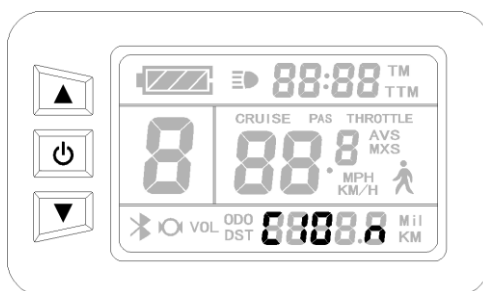 88:88 TM
TTM
CRUISE PAS THROTTLE
8
88.8
AVS
MXS
MPH
KM/H
VOL
ODO
DST
C10 n
Mil
KM